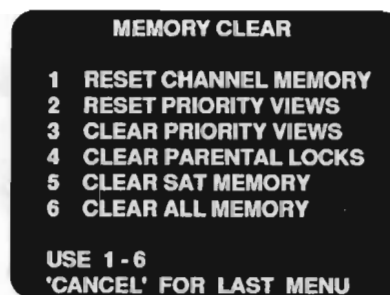 MEMORY CLEAR
1 RESET CHANNEL MEMORY
2 RESET PRIORITY VIEWS
3 CLEAR PRIORITY VIEWS
4 CLEAR PARENTAL LOCKS
5 CLEAR SAT MEMORY
6 CLEAR ALL MEMORY
USE 1 - 6
'CANCEL' FOR LAST MENU